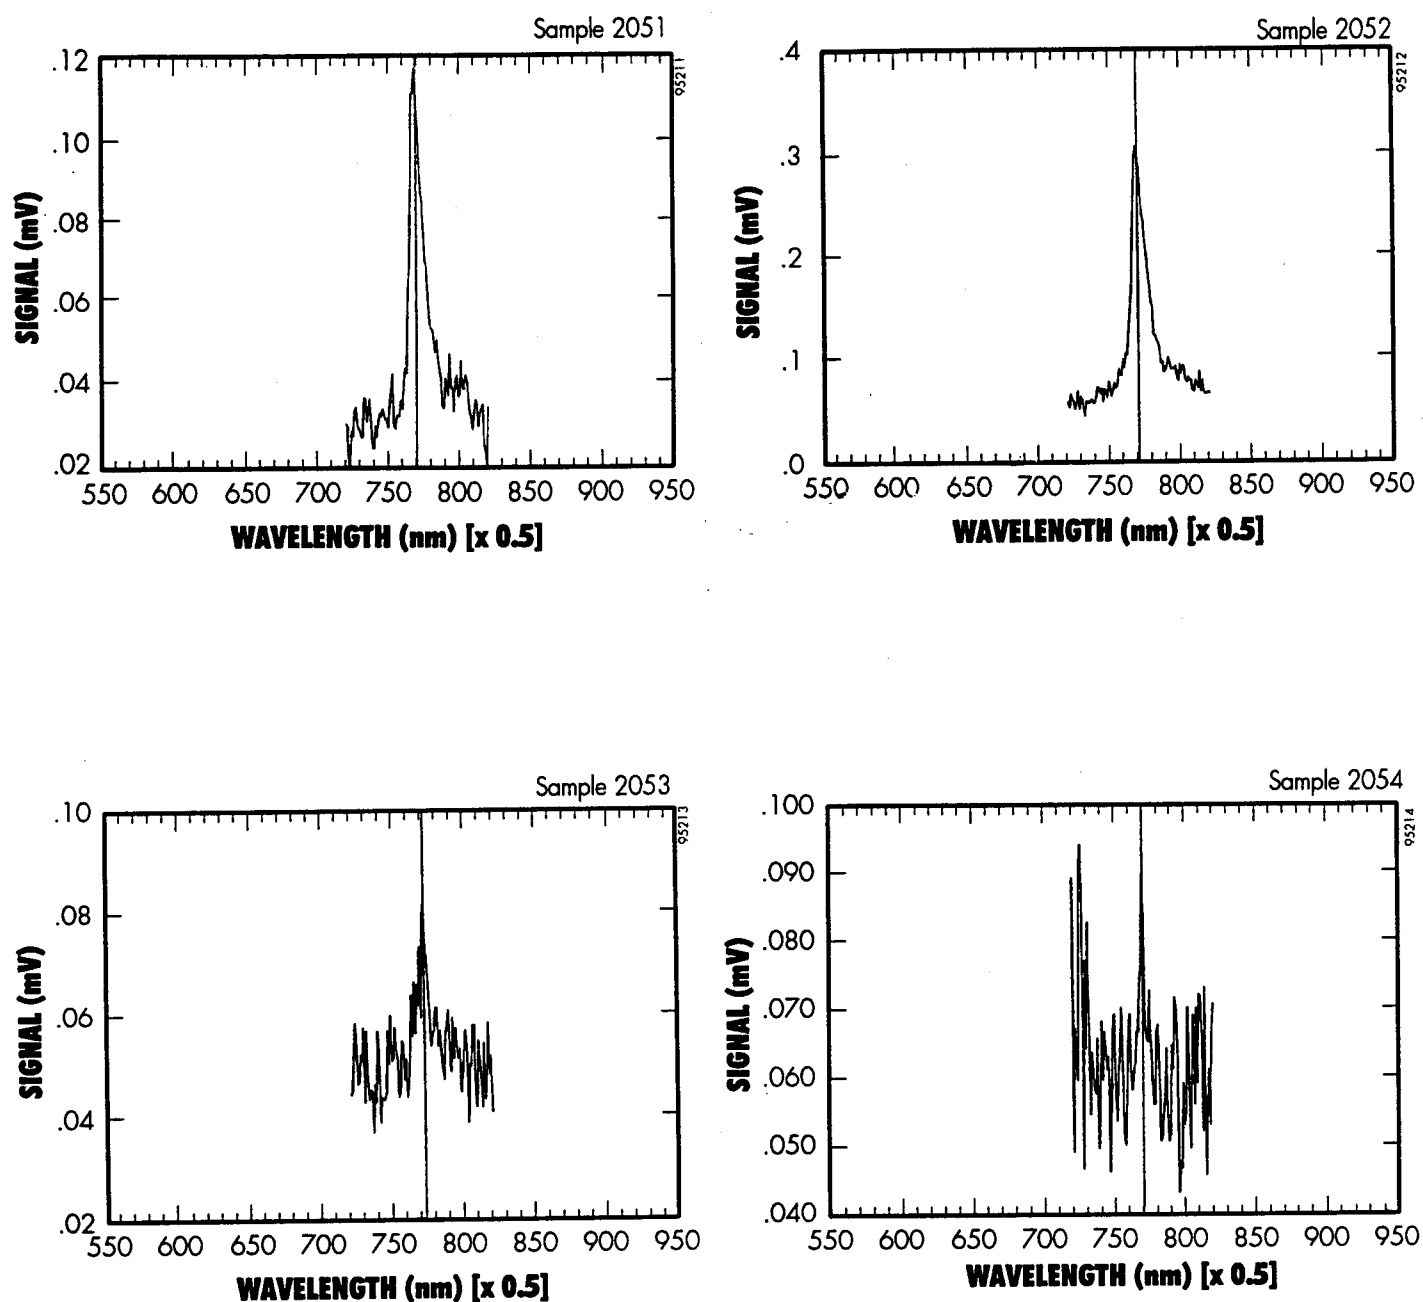 Sample 2051
.12
.10
.08
.06
.04
.02
SIGNAL (mV)
95211
550 600 650 700 750 800 850 900 950
WAVELENGTH (nm) [x 0.5]
Sample 2052
.4
.3
.2
.1
.0
SIGNAL (mV)
95212
550 600 650 700 750 800 850 900 950
WAVELENGTH (nm) [x 0.5]
Sample 2053
.10
.08
.06
.04
.02
SIGNAL (mV)
95213
550 600 650 700 750 800 850 900 950
WAVELENGTH (nm) [x 0.5]
Sample 2054
.100
.090
.080
.070
.060
.050
.040
SIGNAL (mV)
95214
550 600 650 700 750 800 850 900 950
WAVELENGTH (nm) [x 0.5]